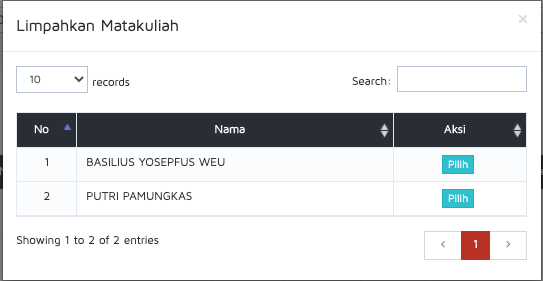 Limpahkan Matakuliah
×
10 records Search:
No Nama Aksi
1 BASILIUS YOSEPFUS WEU Pilih
2 PUTRI PAMUNGKAS Pilih
Showing 1 to 2 of 2 entries < 1 >